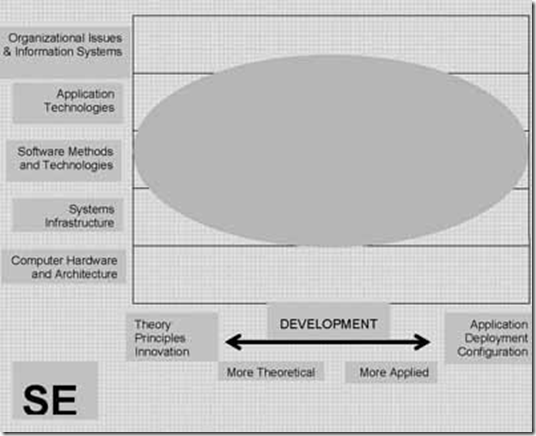 Organizational Issues
& Information Systems
Application
Technologies
Software Methods
and Technologies
Systems
Infrastructure
Computer Hardware
and Architecture
Theory
Principles
Innovation
DEVELOPMENT
Application
Deployment
Configuration
More Theoretical
More Applied
SE